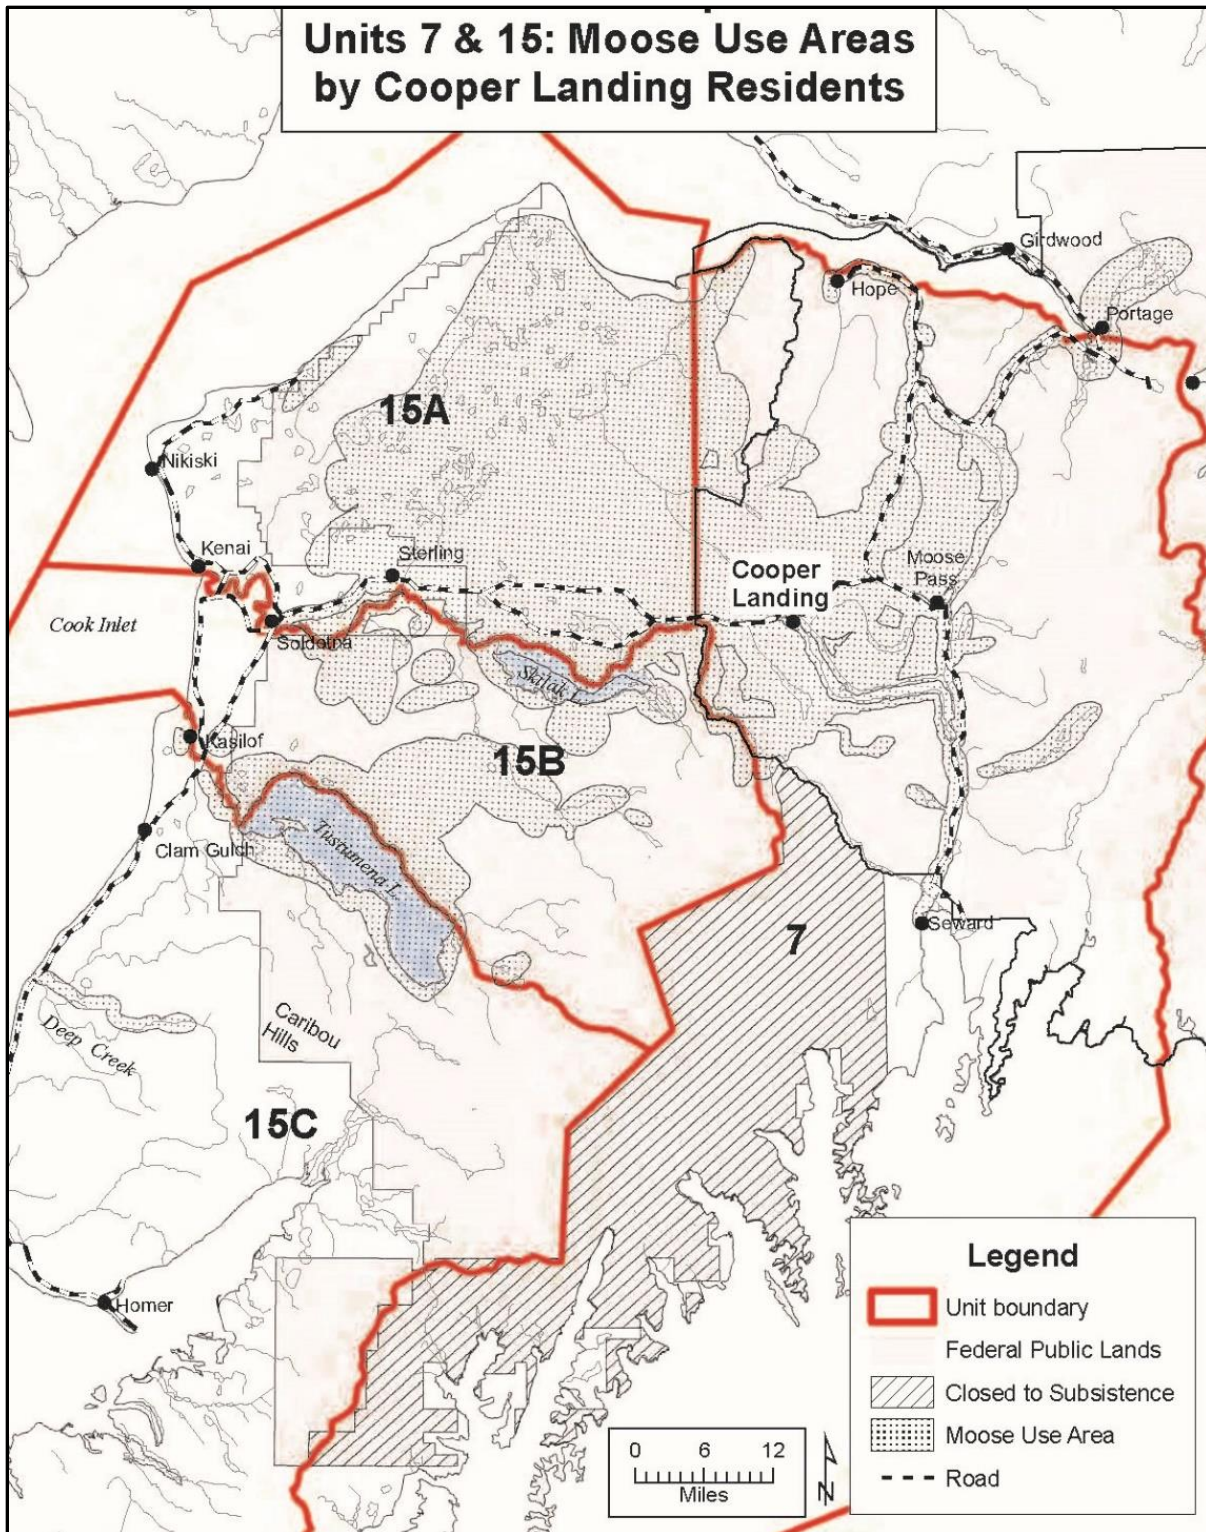 Units 7 & 15: Moose Use Areas
by Cooper Landing Residents
Girdwood
Hope
Portage
15A
Nikiski
Kenai
Sterling
Cooper
Landing
Moose
Pass
Cook Inlet
Soldotna
Skilak L.
Kasilof
15B
Tustumena L.
Clam Gulch
7
Seward
Caribou
Hills
Deep Creek
15C
Homer
Legend
Unit boundary
Federal Public Lands
Closed to Subsistence
Moose Use Area
Road
0 6 12
Miles
N